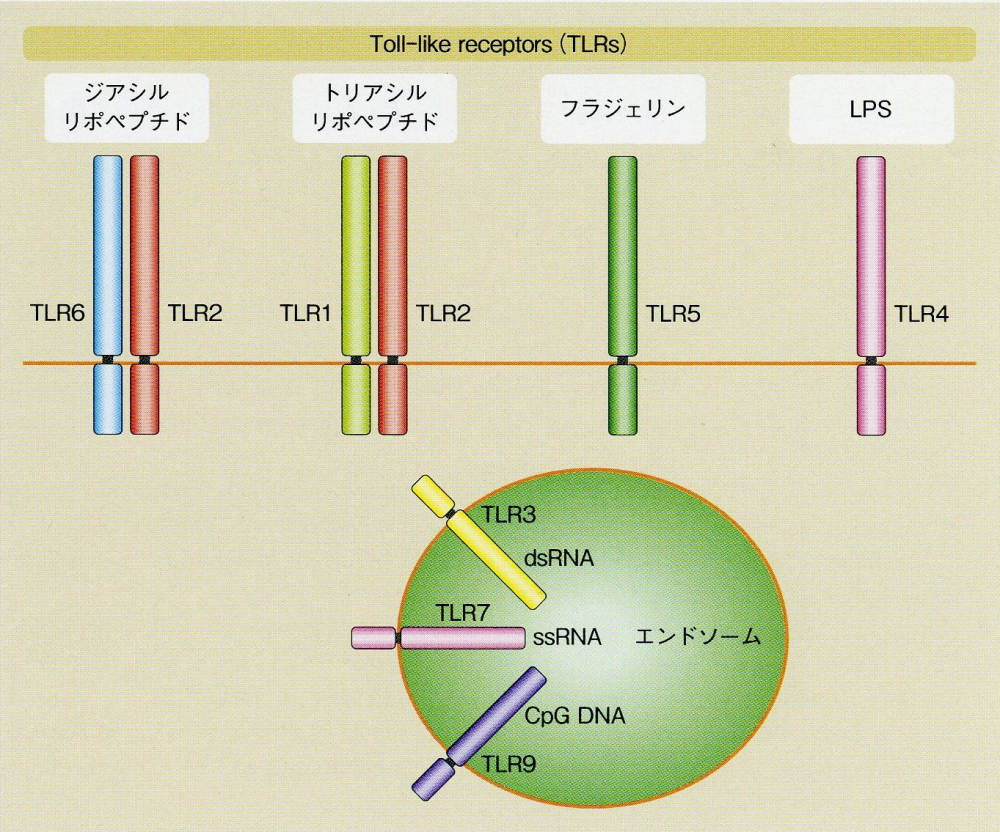 Toll-like receptors (TLRs)
ジアシル
リポペプチド
トリアシル
リポペプチド
フラジェリン
LPS
TLR6
TLR2
TLR1
TLR2
TLR5
TLR4
TLR3
dsRNA
TLR7
ssRNA
エンドソーム
CpG DNA
TLR9